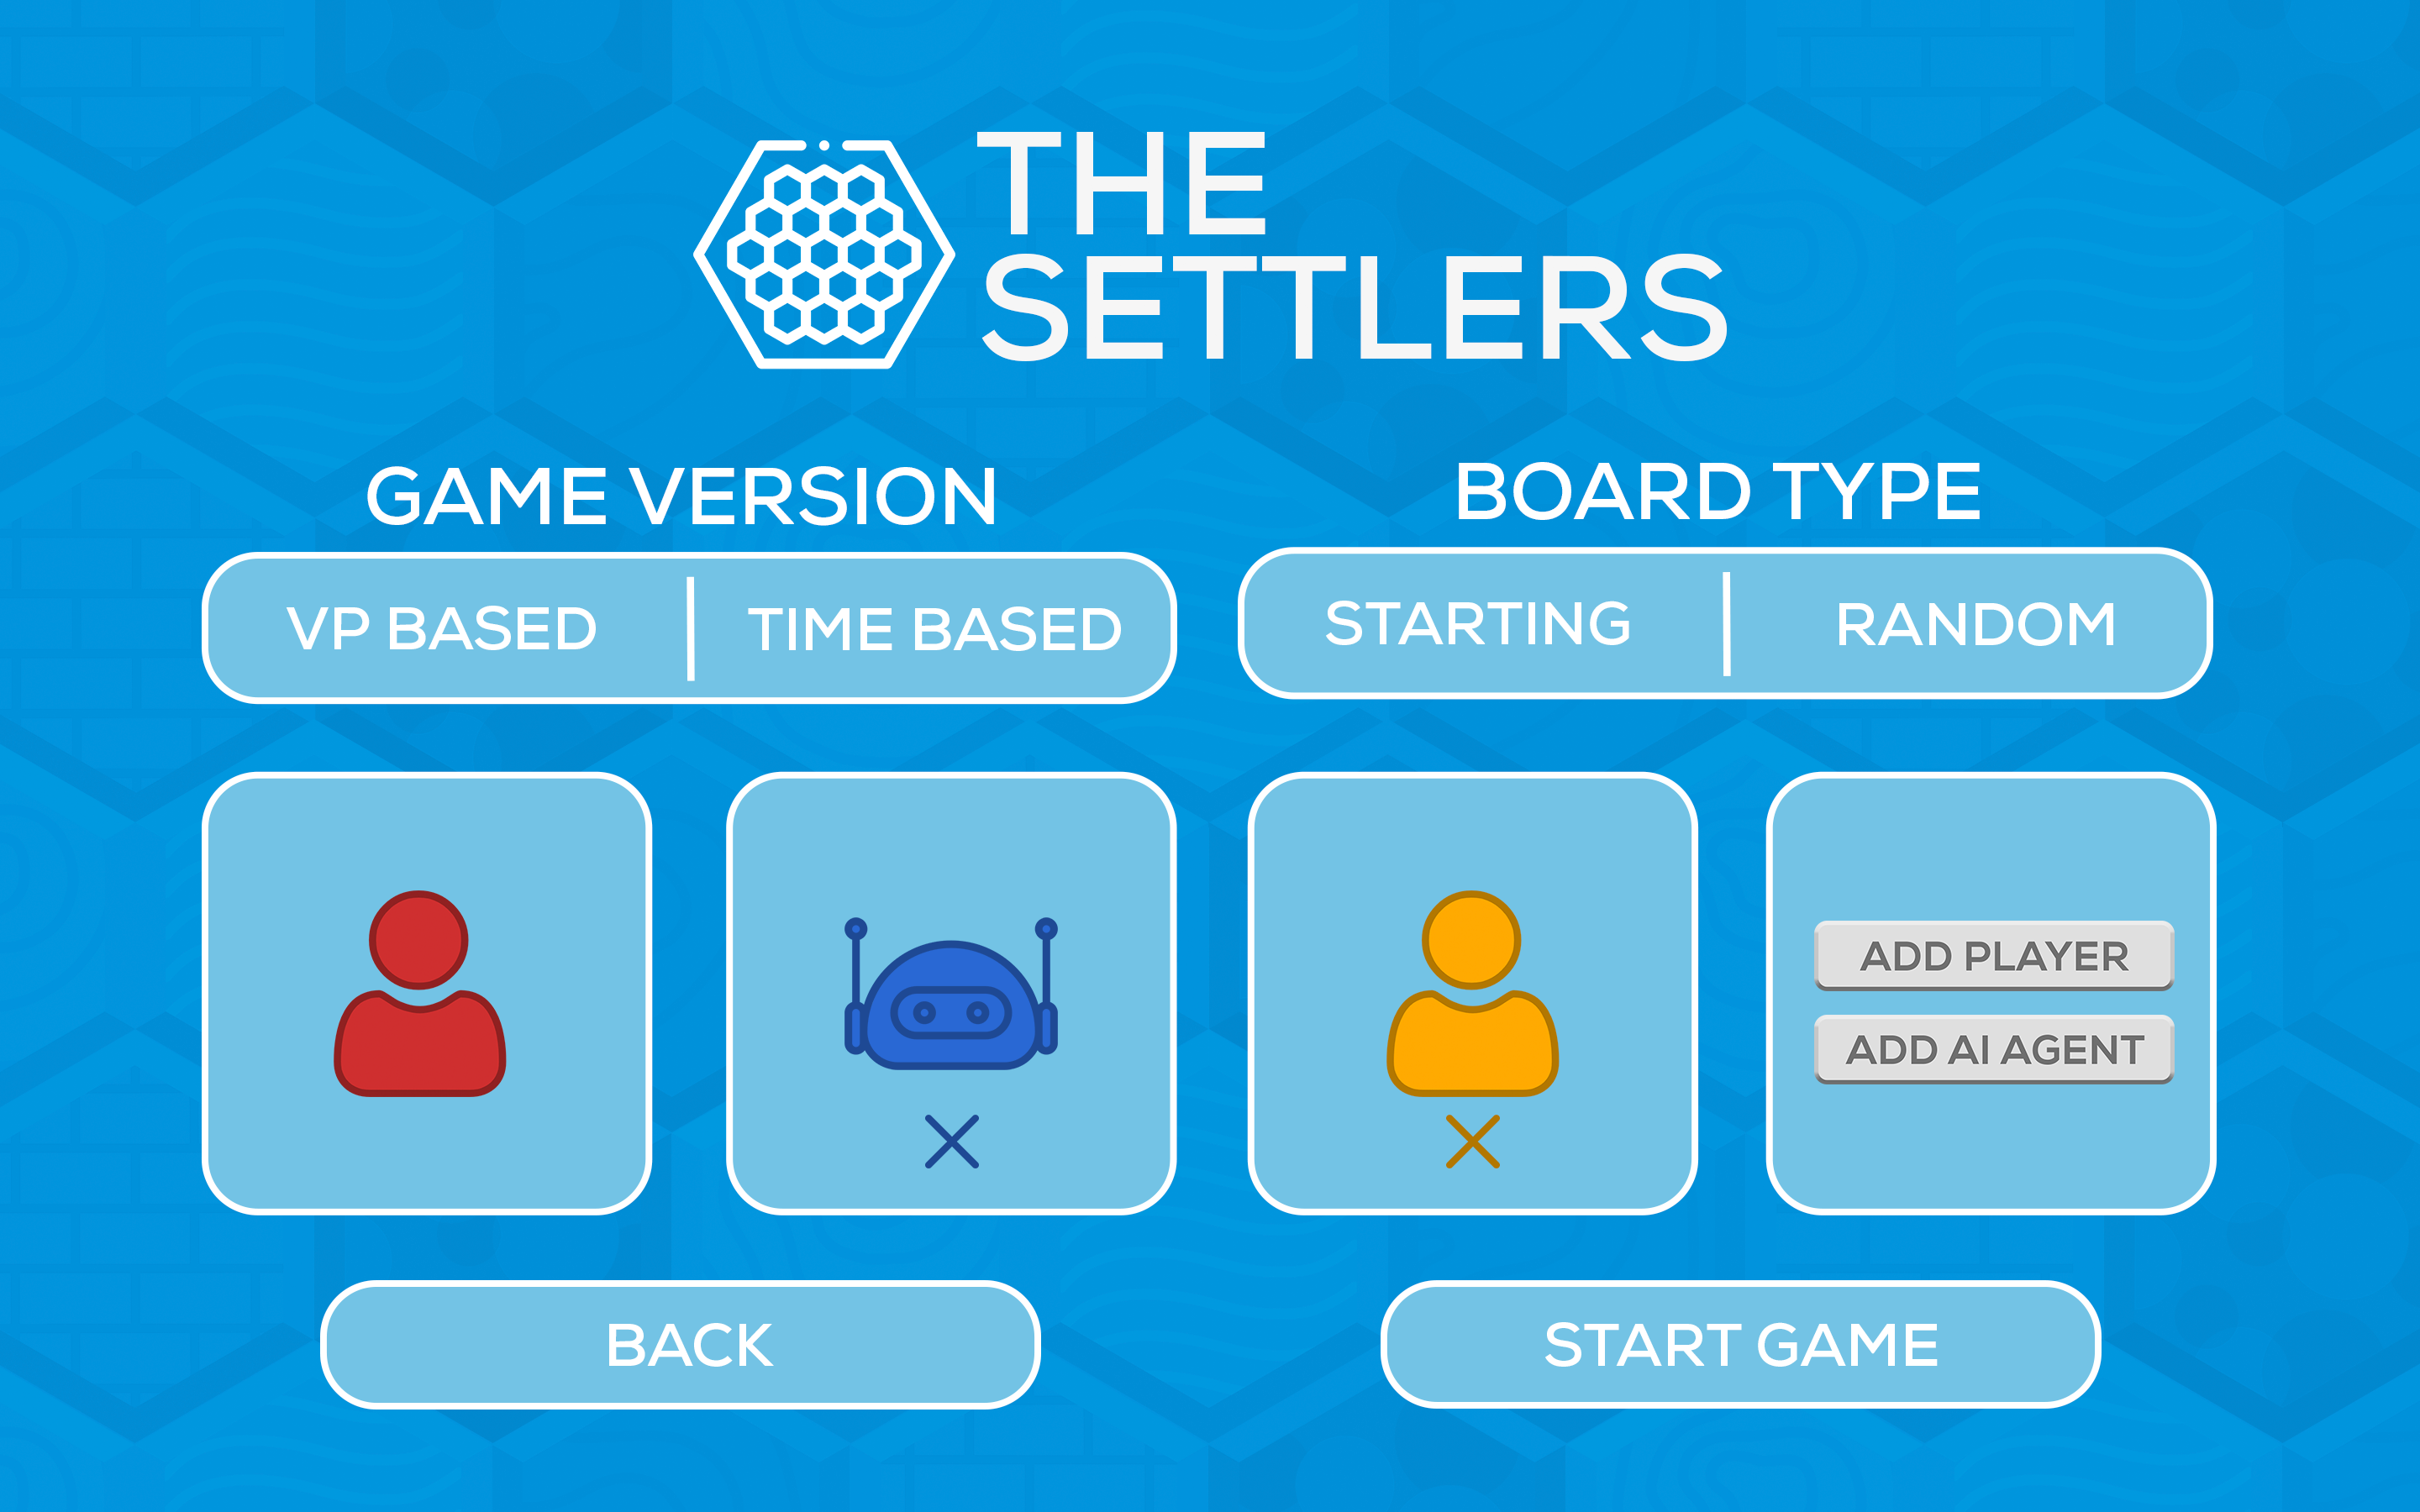 THE
SETTLERS
GAME VERSION
BOARD TYPE
VP BASED
TIME BASED
STARTING
RANDOM
ADD PLAYER
ADD AI AGENT
BACK
START GAME